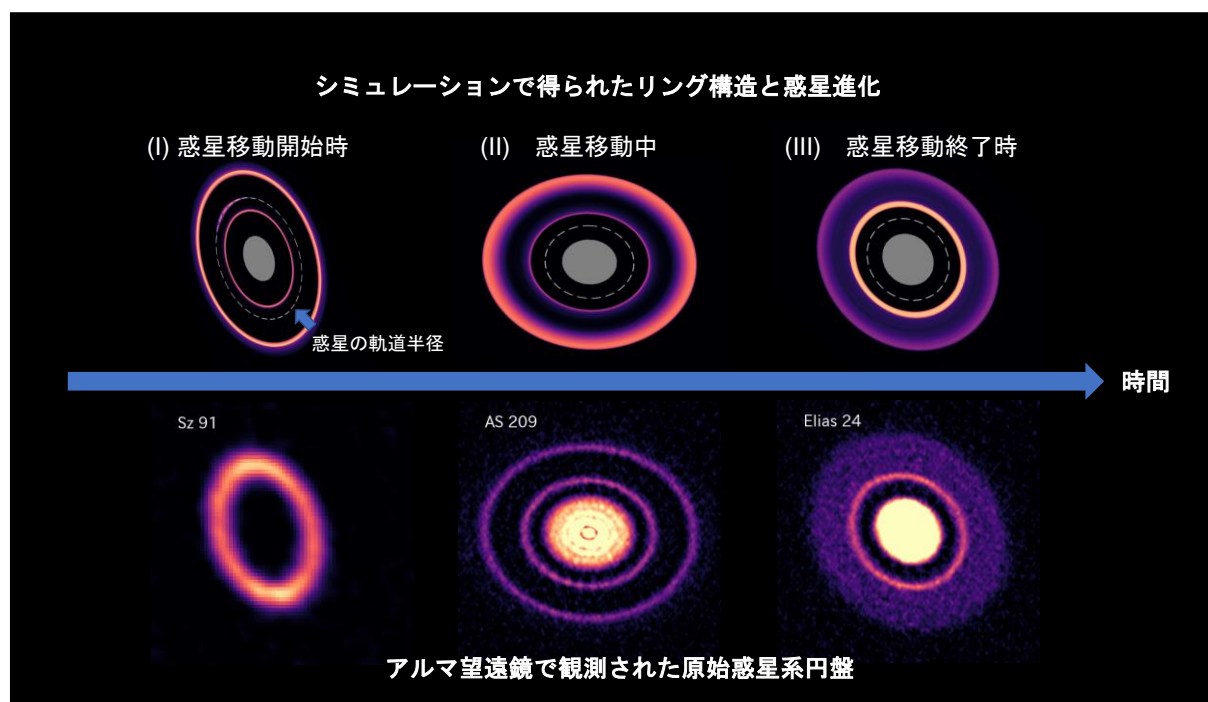 シミュレーションで得られたリング構造と惑星進化
(I) 惑星移動開始時
(II) 惑星移動中
(III) 惑星移動終了時
惑星の軌道半径
時間
Sz 91
AS 209
Elias 24
アルマ望遠鏡で観測された原始惑星系円盤